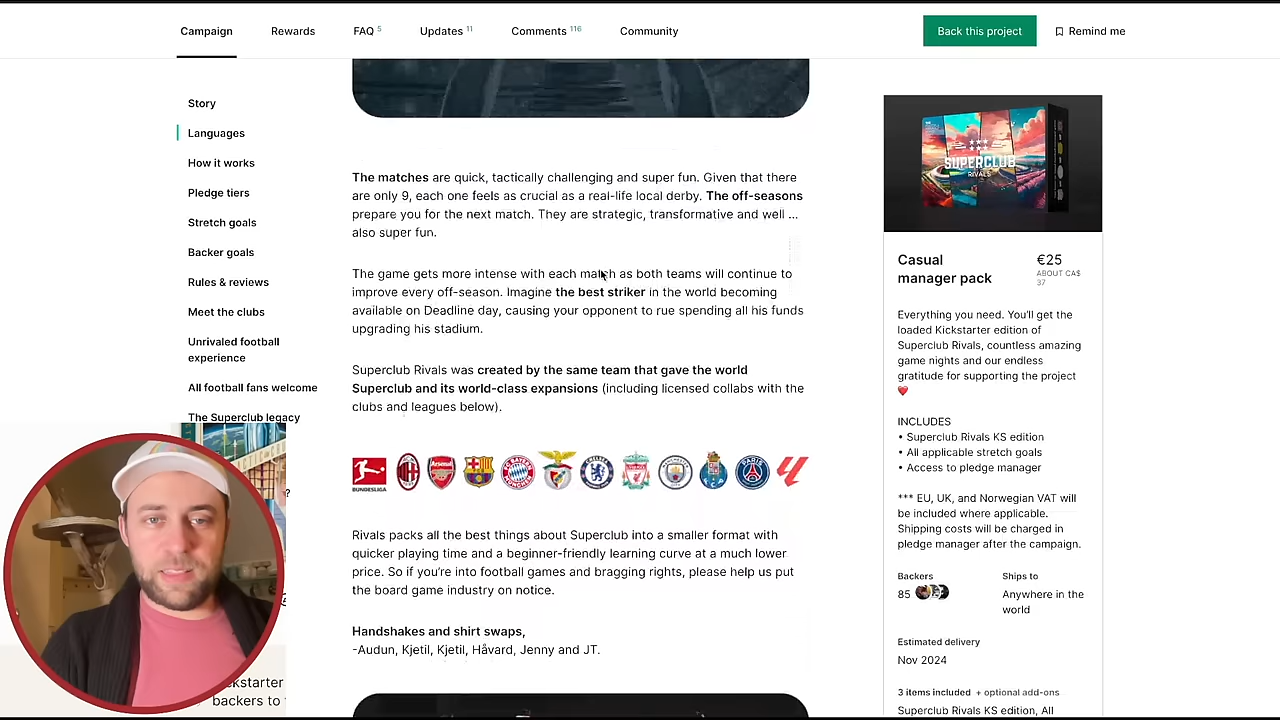 Campaign
Rewards
FAQ 5
Updates 11
Comments 116
Community
Back this project
Remind me
Story
Languages
How it works
Pledge tiers
Stretch goals
Backer goals
Rules & reviews
Meet the clubs
Unrivaled football
experience
All football fans welcome
The Superclub legacy
?
ckstarter
backers to
The matches are quick, tactically challenging and super fun. Given that there
are only 9, each one feels as crucial as a real-life local derby. The off-seasons
prepare you for the next match. They are strategic, transformative and well ...
also super fun.
The game gets more intense with each match as both teams will continue to
improve every off-season. Imagine the best striker in the world becoming
available on Deadline day, causing your opponent to rue spending all his funds
upgrading his stadium.
Superclub Rivals was created by the same team that gave the world
Superclub and its world-class expansions (including licensed collabs with the
clubs and leagues below).
BUNDESLIGA
Rivals packs all the best things about Superclub into a smaller format with
quicker playing time and a beginner-friendly learning curve at a much lower
price. So if you're into football games and bragging rights, please help us put
the board game industry on notice.
Handshakes and shirt swaps,
-Audun, Kjetil, Kjetil, Håvard, Jenny and JT.
SUPERCLUB
RIVALS
Casual
manager pack
€25
ABOUT CA$
37
Everything you need. You'll get the
loaded Kickstarter edition of
Superclub Rivals, countless amazing
game nights and our endless
gratitude for supporting the project
❤️
INCLUDES
• Superclub Rivals KS edition
• All applicable stretch goals
• Access to pledge manager
*** EU, UK, and Norwegian VAT will
be included where applicable.
Shipping costs will be charged in
pledge manager after the campaign.
Backers
85
Ships to
Anywhere in the
world
Estimated delivery
Nov 2024
3 items included + optional add-ons
Superclub Rivals KS edition, All